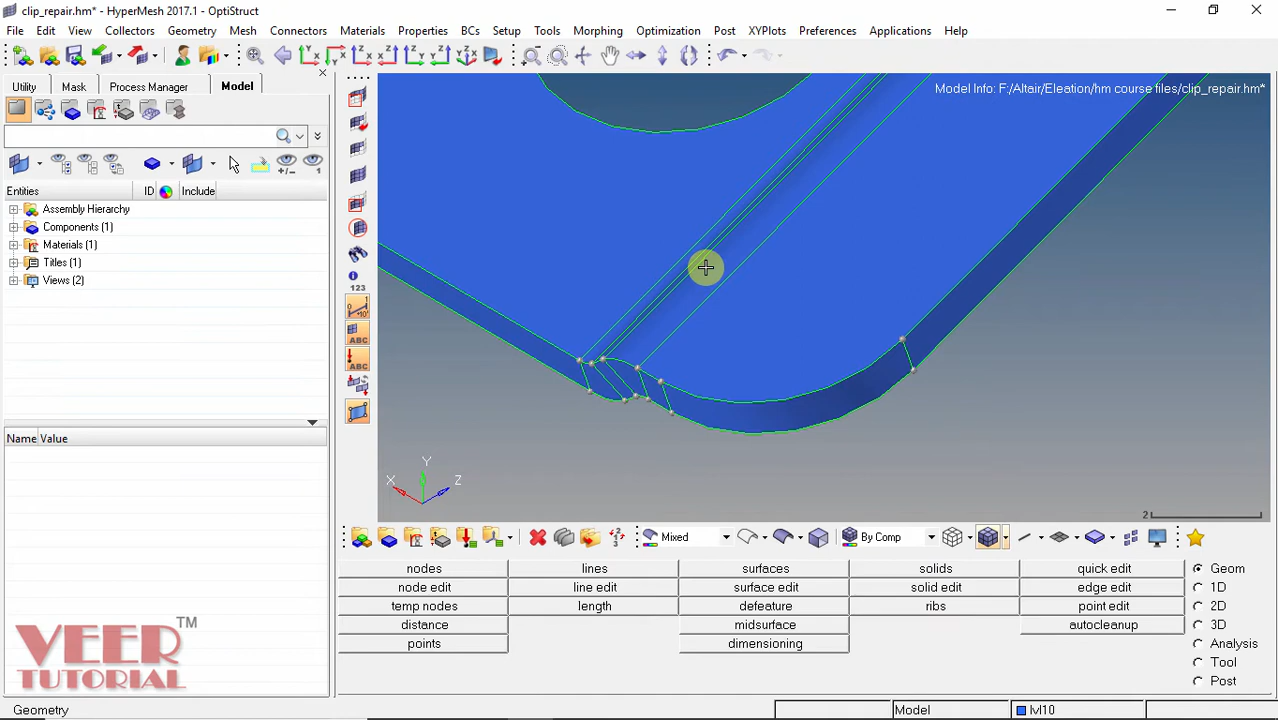 clip_repair.hm* - HyperMesh 2017.1 - OptiStruct
File Edit View Collectors Geometry Mesh Connectors Materials Properties BCs Setup Tools Morphing Optimization Post XYPlots Preferences Applications Help
Utility Mask Process Manager Model
Model Info: F:/Altair/Eleation/hm course files/clip_repair.hm*
Entities ID Include
Assembly Hierarchy
Components (1)
Materials (1)
Titles (1)
Views (2)
123
1
+10'
ABC
ABC
Name Value
X Y Z
2
Mixed By Comp
nodes lines surfaces solids quick edit Geom
node edit line edit surface edit solid edit edge edit 1D
temp nodes length defeature ribs point edit 2D
distance midsurface autocleanup 3D
points dimensioning Analysis
Tool
Post
VEER TM
TUTORIAL
Geometry Model lvl10